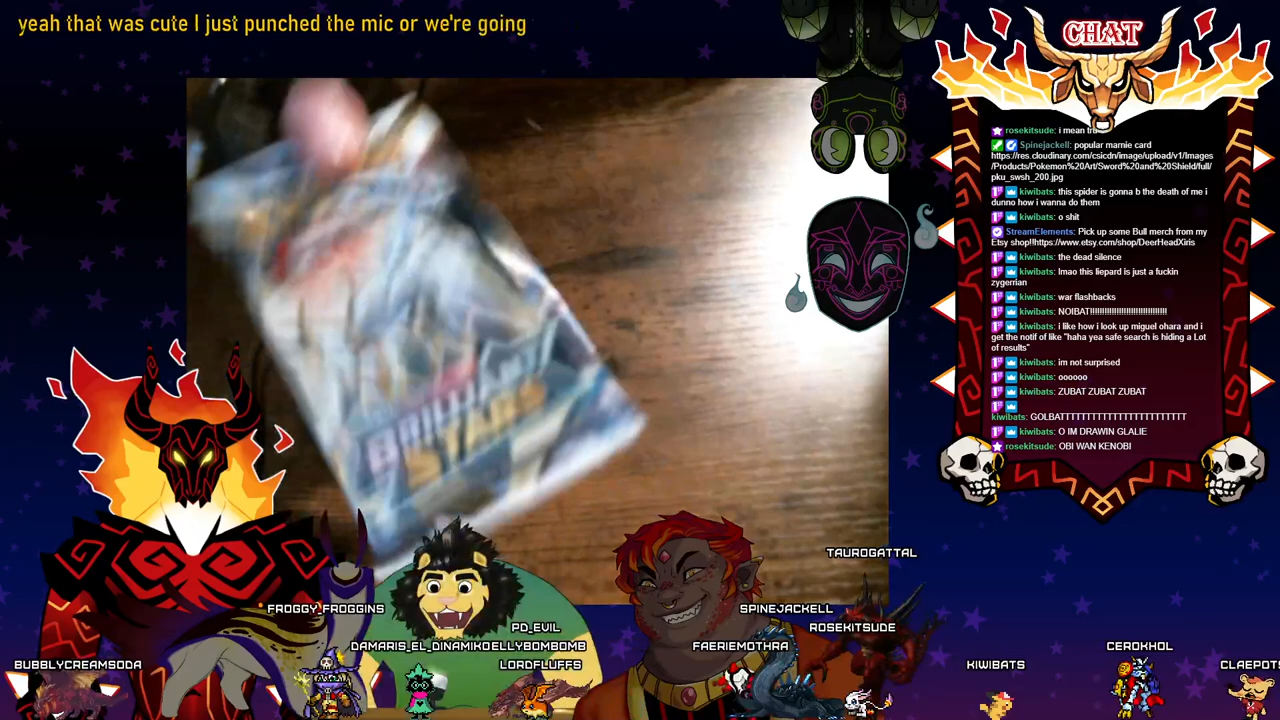 yeah that was cute I just punched the mic or we're going
CHAT
rosekitsude: i mean tru
Spinejackell: popular marnie card
https://res.cloudinary.com/csicdn/image/upload/v1/Images
/Products/Pokemon%20Art/Sword%20and%20Shield/full/
pku_swsh_200.jpg
kiwibats: this spider is gonna b the death of me i
dunno how i wanna do them
kiwibats: o shit
StreamElements: Pick up some Bull merch from my
Etsy shop!!https://www.etsy.com/shop/DeerHeadXiris
kiwibats: the dead silence
kiwibats: lmao this liepard is just a fuckin
zygerrian
kiwibats: war flashbacks
kiwibats: NOIBAT!!!!!!!!!!!!!!!!!!!!!!!!!!!!!!!!
kiwibats: i like how i look up miguel ohara and i
get the notif of like "haha yea safe search is hiding a Lot
of results"
kiwibats: im not surprised
kiwibats: oooooo
kiwibats: ZUBAT ZUBAT ZUBAT
kiwibats: GOLBATTTTTTTTTTTTTTTTTTTTTTTT
kiwibats: O IM DRAWIN GLALIE
rosekitsude: OBI WAN KENOBI
TAUROGATTAL
FROGGY_FROGGINS
SPINEJACKELL
PD_EVIL
ROSEKITSUDE
DAMARIS_EL_DINAMIKO
ELLYBOMBOMB
FAERIEMOTHRA
CEROKHOL
BUBBLYCREAMSODA
LORDFLUFFS
KIWIBATS
CLAEPOTS